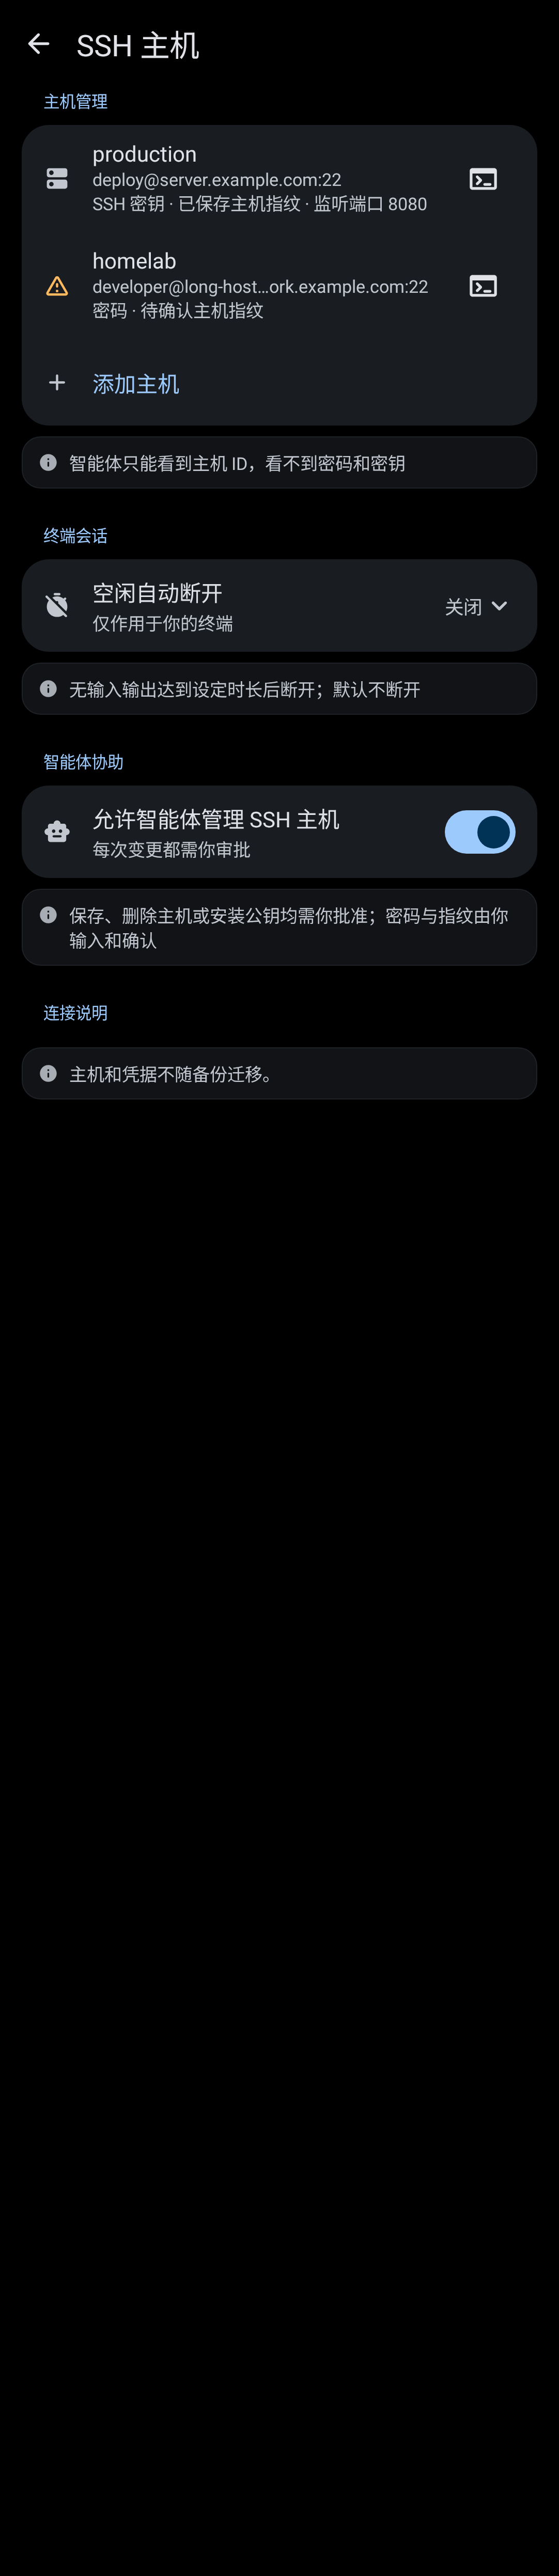 SSH 主机
主机管理
production
deploy@server.example.com:22
SSH 密钥 · 已保存主机指纹 · 监听端口 8080
homelab
developer@long-host…ork.example.com:22
密码 · 待确认主机指纹
添加主机
智能体只能看到主机 ID，看不到密码和密钥
终端会话
空闲自动断开
仅作用于你的终端
关闭
无输入输出达到设定时长后断开；默认不断开
智能体协助
允许智能体管理 SSH 主机
每次变更都需你审批
保存、删除主机或安装公钥均需你批准；密码与指纹由你
输入和确认
连接说明
主机和凭据不随备份迁移。